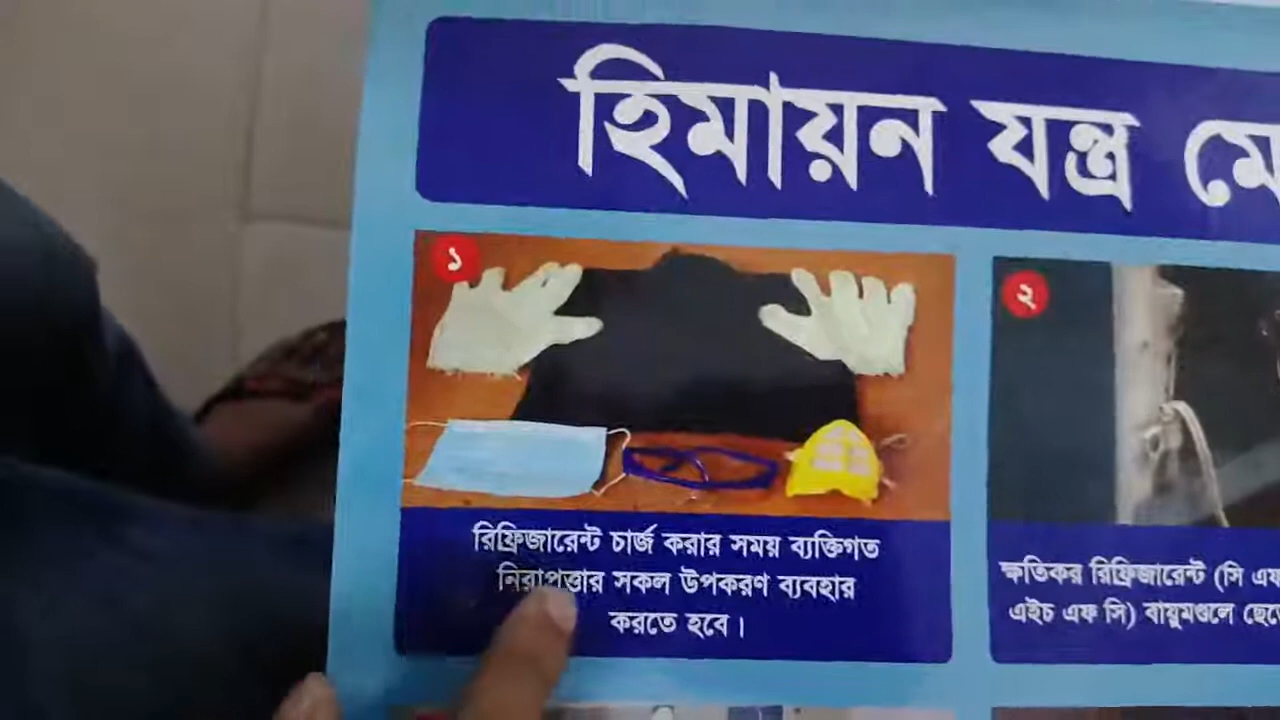 হিমায়ন যন্ত্র
১
২
রিফ্রিজারেন্ট চার্জ করার সময় ব্যক্তিগত
নিরাপত্তার সকল উপকরণ ব্যবহার
করতে হবে।
ক্ষতিকর রিফ্রিজারেন্ট (সি
এইচ এফ সি) বায়ুমণ্ডলে